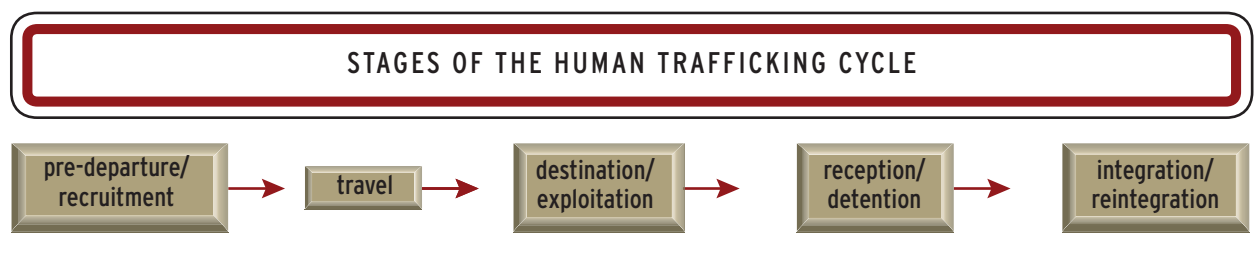 STAGES OF THE HUMAN TRAFFICKING CYCLE
pre-departure/
recruitment
travel
destination/
exploitation
reception/
detention
integration/
reintegration